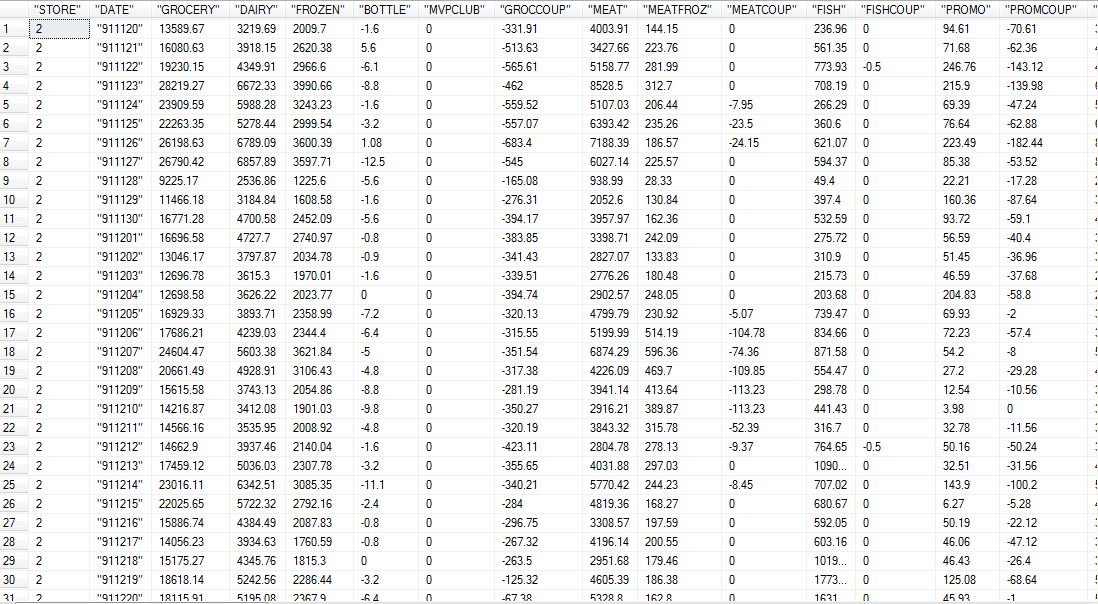 "STORE" "DATE" "GROCERY" "DAIRY" "FROZEN" "BOTTLE" "MVPCLUB" "GROCCOUP" "MEAT" "MEATFROZ" "MEATCOUP" "FISH" "FISHCOUP" "PROMO" "PROMCOUP"
1 2 "911120" 13589.67 3219.69 2009.7 -1.6 0 -331.91 4003.91 144.15 0 236.96 0 94.61 -70.61
2 2 "911121" 16080.63 3918.15 2620.38 5.6 0 -513.63 3427.66 223.76 0 561.35 0 71.68 -62.36
3 2 "911122" 19230.15 4349.91 2966.6 -6.1 0 -565.61 5158.77 281.99 0 773.93 -0.5 246.76 -143.12
4 2 "911123" 28219.27 6672.33 3990.66 -8.8 0 -462 8528.5 312.7 0 708.19 0 215.9 -139.98
5 2 "911124" 23909.59 5988.28 3243.23 -1.6 0 -559.52 5107.03 206.44 -7.95 266.29 0 69.39 -47.24
6 2 "911125" 22263.35 5278.44 2999.54 -3.2 0 -557.07 6393.42 235.26 -23.5 360.6 0 76.64 -62.88
7 2 "911126" 26198.63 6789.09 3600.39 1.08 0 -683.4 7188.39 186.57 -24.15 621.07 0 223.49 -182.44
8 2 "911127" 26790.42 6857.89 3597.71 -12.5 0 -545 6027.14 225.57 0 594.37 0 85.38 -53.52
9 2 "911128" 9225.17 2536.86 1225.6 -5.6 0 -165.08 938.99 28.33 0 49.4 0 22.21 -17.28
10 2 "911129" 11466.18 3184.84 1608.58 -1.6 0 -276.31 2052.6 130.84 0 397.4 0 160.36 -87.64
11 2 "911130" 16771.28 4700.58 2452.09 -5.6 0 -394.17 3957.97 162.36 0 532.59 0 93.72 -59.1
12 2 "911201" 16696.58 4727.7 2740.97 -0.8 0 -383.85 3398.71 242.09 0 275.72 0 56.59 -40.4
13 2 "911202" 13046.17 3797.87 2034.78 -0.9 0 -341.43 2827.07 133.83 0 310.9 0 51.45 -36.96
14 2 "911203" 12696.78 3615.3 1970.01 -1.6 0 -339.51 2776.26 180.48 0 215.73 0 46.59 -37.68
15 2 "911204" 12698.58 3626.22 2023.77 0 0 -394.74 2902.57 248.05 0 203.68 0 204.83 -58.8
16 2 "911205" 16929.33 3893.71 2358.99 -7.2 0 -320.13 4799.79 230.92 -5.07 739.47 0 69.93 -2
17 2 "911206" 17686.21 4239.03 2344.4 -6.4 0 -315.55 5199.99 514.19 -104.78 834.66 0 72.23 -57.4
18 2 "911207" 24604.47 5603.38 3621.84 -5 0 -351.54 6874.29 596.36 -74.36 871.58 0 54.2 -8
19 2 "911208" 20661.49 4928.91 3106.43 -4.8 0 -317.38 4226.09 469.7 -109.85 554.47 0 27.2 -29.28
20 2 "911209" 15615.58 3743.13 2054.86 -8.8 0 -281.19 3941.14 413.64 -113.23 298.78 0 12.54 -10.56
21 2 "911210" 14216.87 3412.08 1901.03 -9.8 0 -350.27 2916.21 389.87 -113.23 441.43 0 3.98 0
22 2 "911211" 14566.16 3535.95 2008.92 -4.8 0 -320.19 3843.32 315.78 -52.39 316.7 0 32.78 -11.56
23 2 "911212" 14662.9 3937.46 2140.04 -1.6 0 -423.11 2804.78 278.13 -9.37 764.65 -0.5 50.16 -50.24
24 2 "911213" 17459.12 5036.03 2307.78 -3.2 0 -355.65 4031.88 297.03 0 1090... 0 32.51 -31.56
25 2 "911214" 23016.11 6342.51 3085.35 -11.1 0 -340.21 5770.42 244.23 -8.45 707.02 0 143.9 -100.2
26 2 "911215" 22025.65 5722.32 2792.16 -2.4 0 -284 4819.36 168.27 0 680.67 0 6.27 -5.28
27 2 "911216" 15886.74 4384.49 2087.83 -0.8 0 -296.75 3308.57 197.59 0 592.05 0 50.19 -22.12
28 2 "911217" 14056.23 3934.63 1760.59 -0.8 0 -267.32 4196.14 200.55 0 603.16 0 46.06 -47.12
29 2 "911218" 15175.27 4345.76 1815.3 0 0 -263.5 2951.68 179.46 0 1019... 0 46.43 -26.4
30 2 "911219" 18618.14 5242.56 2286.44 -3.2 0 -125.32 4605.39 186.38 0 1773... 0 125.08 -68.64
31 2 "911220" 18115.91 5195.08 2367.9 -6.4 0 -67.38 5328.8 162.8 0 1631 0 45.93 -1